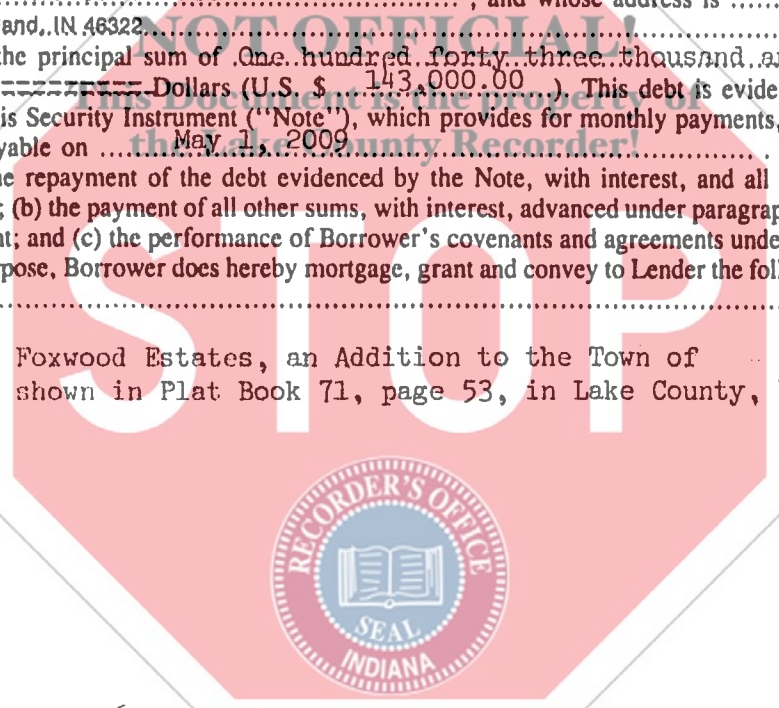 , and whose address is
and, IN 46322
NOT OFFICIAL!
the principal sum of One hundred forty three thousand a
=========Dollars (U.S. $ 143,000.00 ). This debt is evide
This Document is the property of
is Security Instrument ("Note"), which provides for monthly payments,
yable on May 1, 2009
the Lake County Recorder!
e repayment of the debt evidenced by the Note, with interest, and all
; (b) the payment of all other sums, with interest, advanced under paragrap
nt; and (c) the performance of Borrower's covenants and agreements unde
pose, Borrower does hereby mortgage, grant and convey to Lender the fol
STOP
Foxwood Estates, an Addition to the Town of
shown in Plat Book 71, page 53, in Lake County,
RECORDER'S OFFICE
SEAL
INDIANA